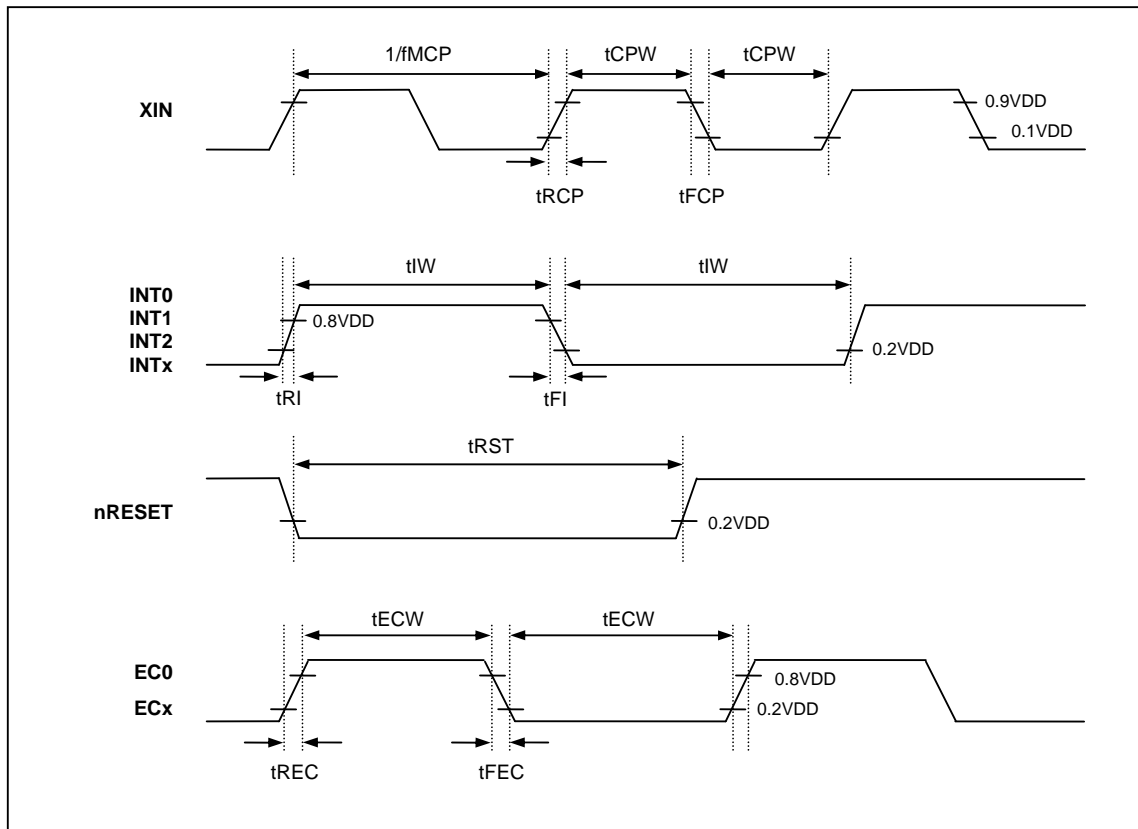 1/fMCP
tCPW
tCPW
XIN
0.9VDD
0.1VDD
tRCP
tFCP
tIW
tIW
INT0
INT1
INT2
INTx
0.8VDD
0.2VDD
tRI
tFI
tRST
nRESET
0.2VDD
tECW
tECW
EC0
ECx
0.8VDD
0.2VDD
tREC
tFEC